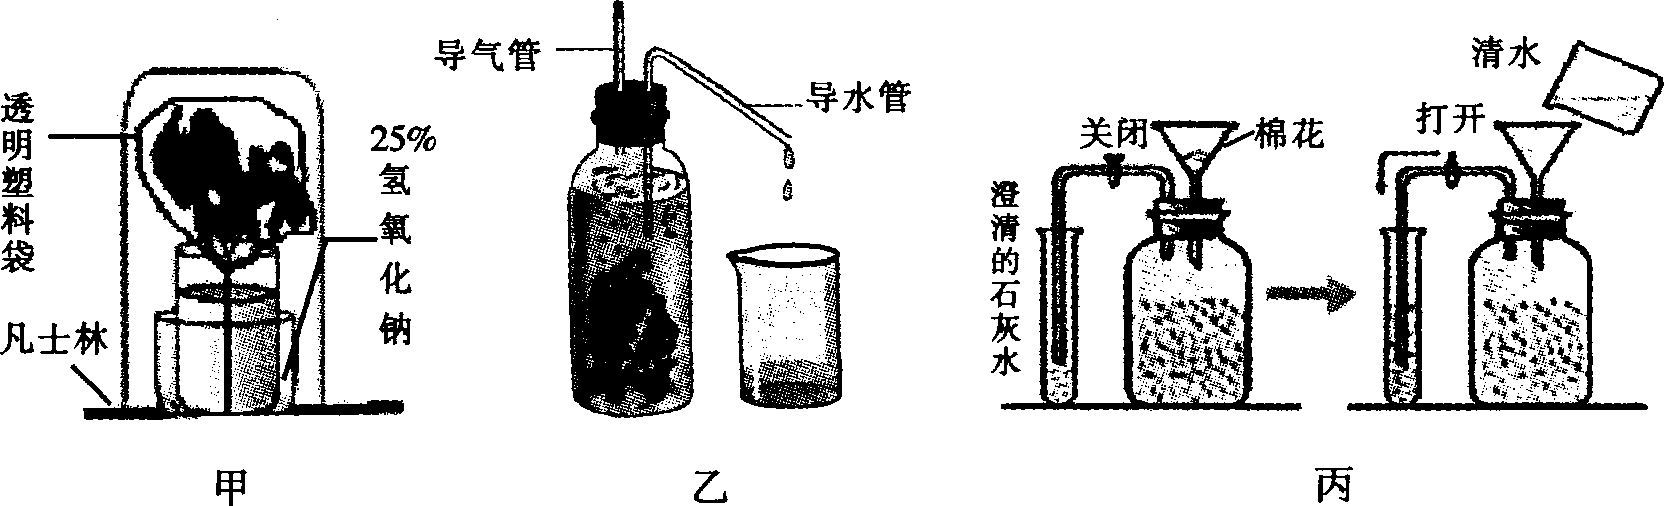 透明塑料袋
25%
氢氧化钠
凡士林
甲
导气管
导水管
乙
关闭
棉花
澄清的石灰水
打开
清水
丙